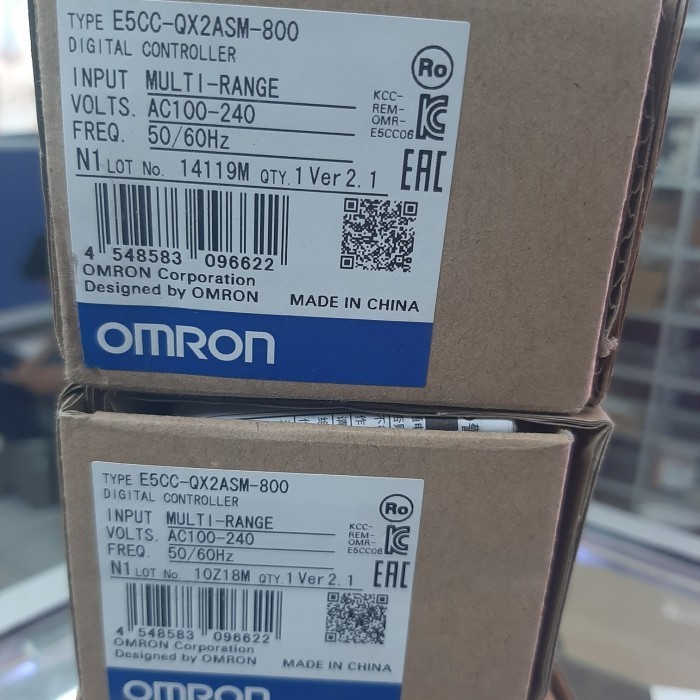 TYPE E5CC-QX2ASM-800
DIGITAL CONTROLLER
Ro
INPUT MULTI-RANGE
VOLTS. AC100-240
FREQ. 50/60Hz
KCC-
REM-
OMR-
E5CC06
N1 LOT No. 14119M QTY. 1 Ver 2.1
EAC
4 548583 096622
OMRON Corporation
Designed by OMRON
MADE IN CHINA
OMRON
TYPE E5CC-QX2ASM-800
DIGITAL CONTROLLER
Ro
INPUT MULTI-RANGE
VOLTS. AC100-240
FREQ. 50/60Hz
KCC-
REM-
OMR-
E5CC06
N1 LOT No. 10Z18M QTY. 1 Ver 2.1
EAC
4 548583 096622
OMRON Corporation
Designed by OMRON
MADE IN CHINA
OMRON